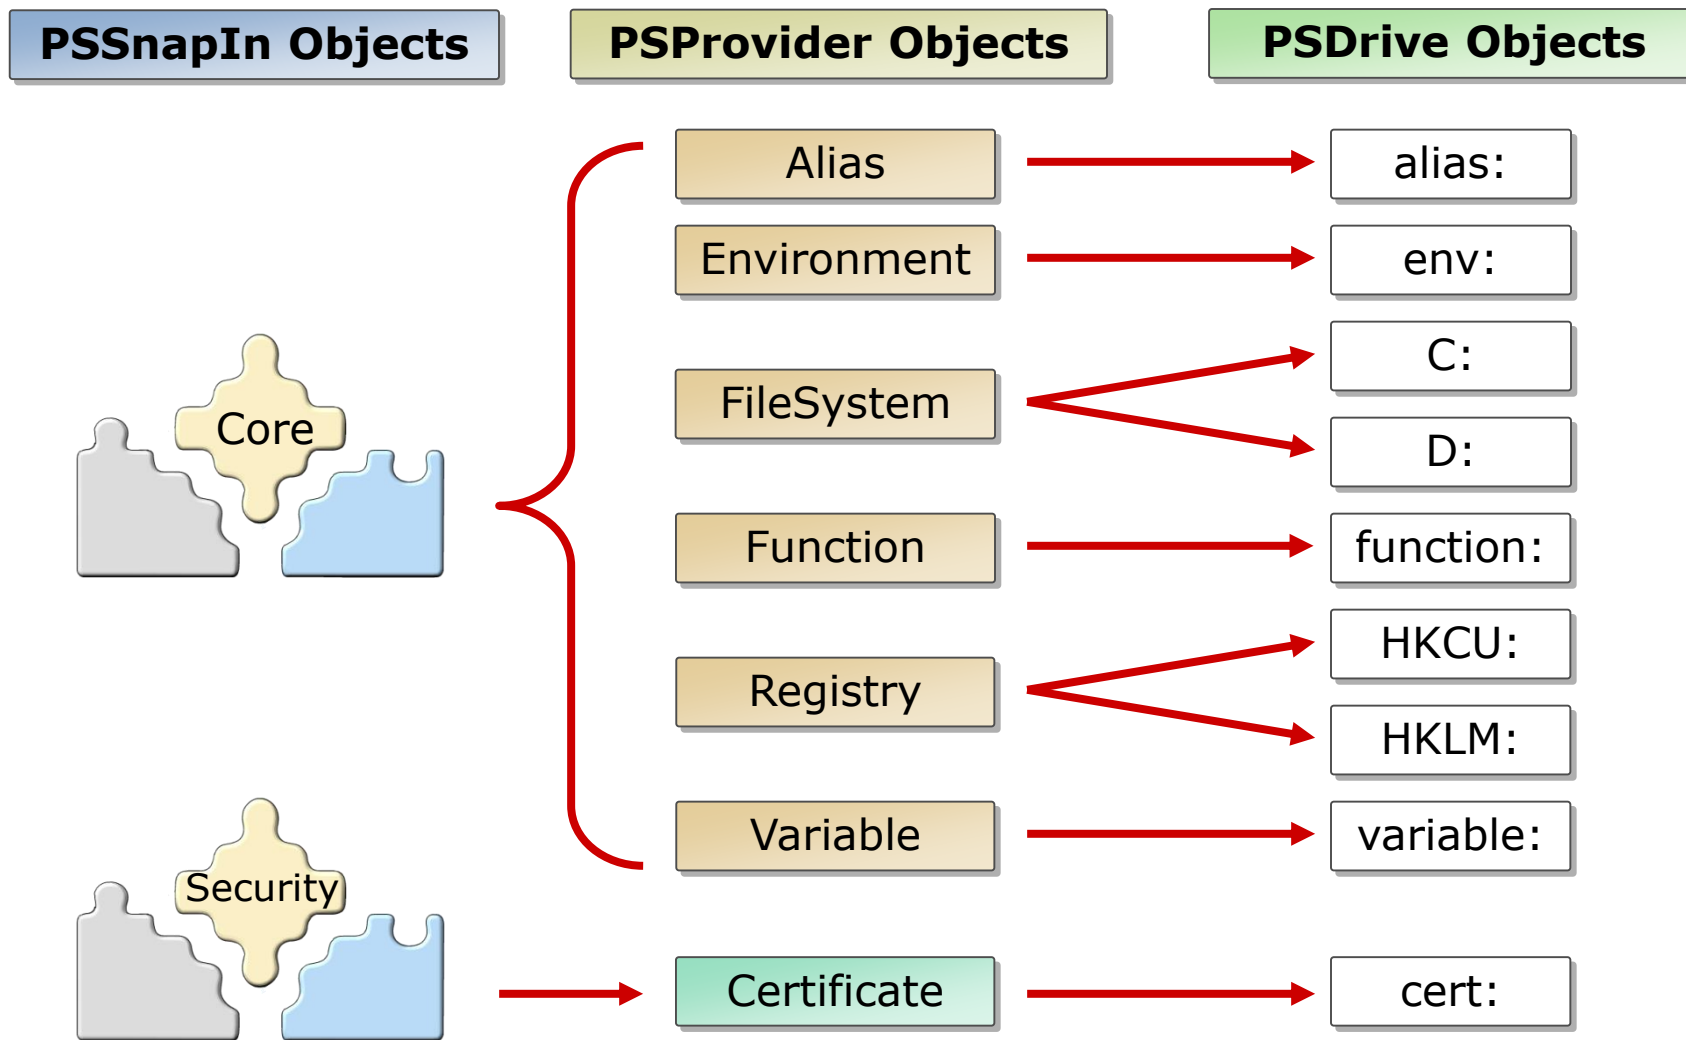 PSSnapIn Objects
PSProvider Objects
PSDrive Objects
Alias
alias:
Environment
env:
C:
FileSystem
Core
D:
Function
function:
HKCU:
Registry
HKLM:
Variable
variable:
Security
Certificate
cert: